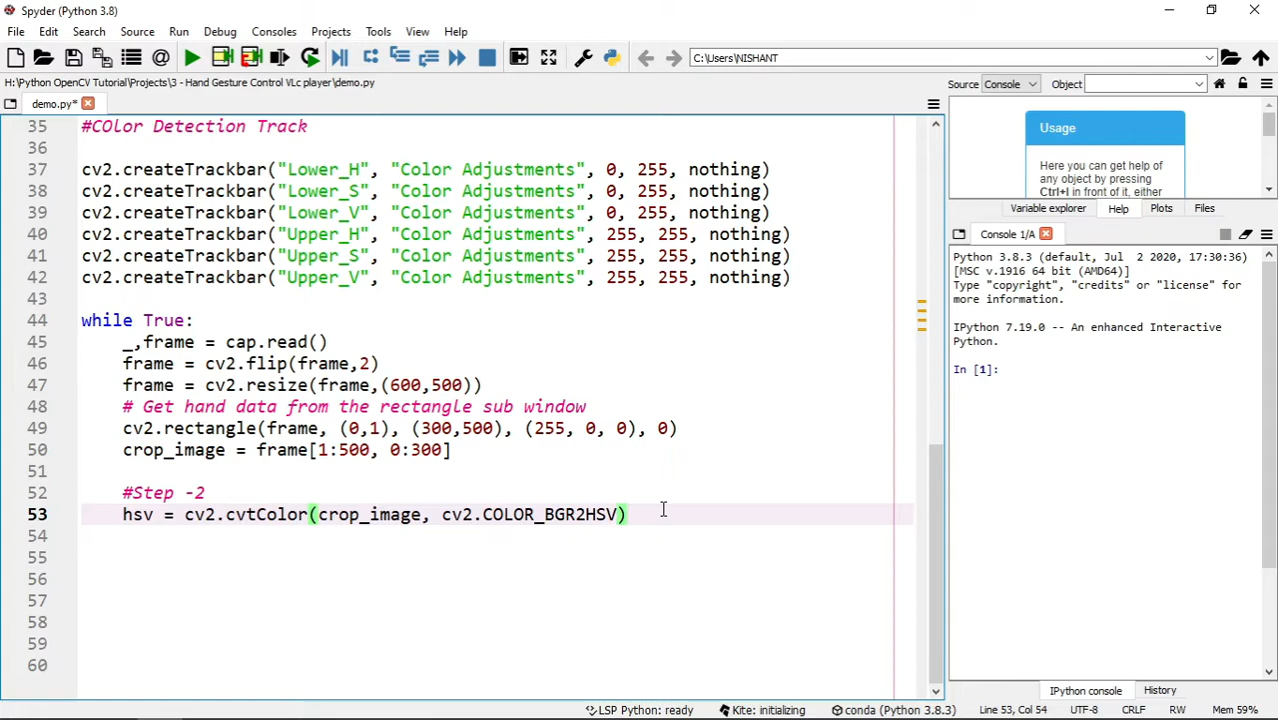 Spyder (Python 3.8)
File Edit Search Source Run Debug Consoles Projects Tools View Help
C:\Users\NISHANT
H:\Python OpenCV Tutorial\Projects\3 - Hand Gesture Control VLc player\demo.py
demo.py*
35 #COlor Detection Track
36
37 cv2.createTrackbar("Lower_H", "Color Adjustments", 0, 255, nothing)
38 cv2.createTrackbar("Lower_S", "Color Adjustments", 0, 255, nothing)
39 cv2.createTrackbar("Lower_V", "Color Adjustments", 0, 255, nothing)
40 cv2.createTrackbar("Upper_H", "Color Adjustments", 255, 255, nothing)
41 cv2.createTrackbar("Upper_S", "Color Adjustments", 255, 255, nothing)
42 cv2.createTrackbar("Upper_V", "Color Adjustments", 255, 255, nothing)
43
44 while True:
45 _,frame = cap.read()
46 frame = cv2.flip(frame,2)
47 frame = cv2.resize(frame,(600,500))
48 # Get hand data from the rectangle sub window
49 cv2.rectangle(frame, (0,1), (300,500), (255, 0, 0), 0)
50 crop_image = frame[1:500, 0:300]
51
52 #Step -2
53 hsv = cv2.cvtColor(crop_image, cv2.COLOR_BGR2HSV)
54
55
56
57
58
59
60
Source Console Object
Usage
Here you can get help of
any object by pressing
Ctrl+I in front of it, either
Variable explorer Help Plots Files
Console 1/A
Python 3.8.3 (default, Jul 2 2020, 17:30:36)
[MSC v.1916 64 bit (AMD64)]
Type "copyright", "credits" or "license" for
more information.
IPython 7.19.0 -- An enhanced Interactive
Python.
In [1]:
IPython console History
LSP Python: ready Kite: initializing conda (Python 3.8.3) Line 53, Col 54 UTF-8 CRLF RW Mem 59%